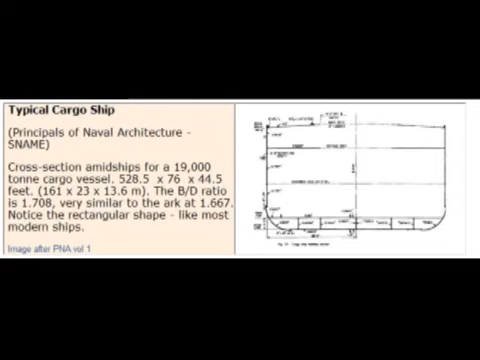 Typical Cargo Ship
(Principals of Naval Architecture -
SNAME)
Cross-section amidships for a 19,000
tonne cargo vessel. 528.5 x 76 x 44.5
feet. (161 x 23 x 13.6 m). The B/D ratio
is 1.708, very similar to the ark at 1.667.
Notice the rectangular shape - like most
modern ships.
Image after PNA vol 1